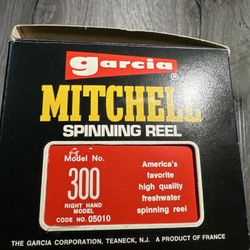 garcia
®
MITCHELL
SPINNING REEL
Model No.
300
RIGHT HAND
MODEL
CODE NO. 05010
America's
favorite
high quality
freshwater
spinning reel
THE GARCIA CORPORATION, TEANECK, N.J. A PRODUCT OF FRANCE